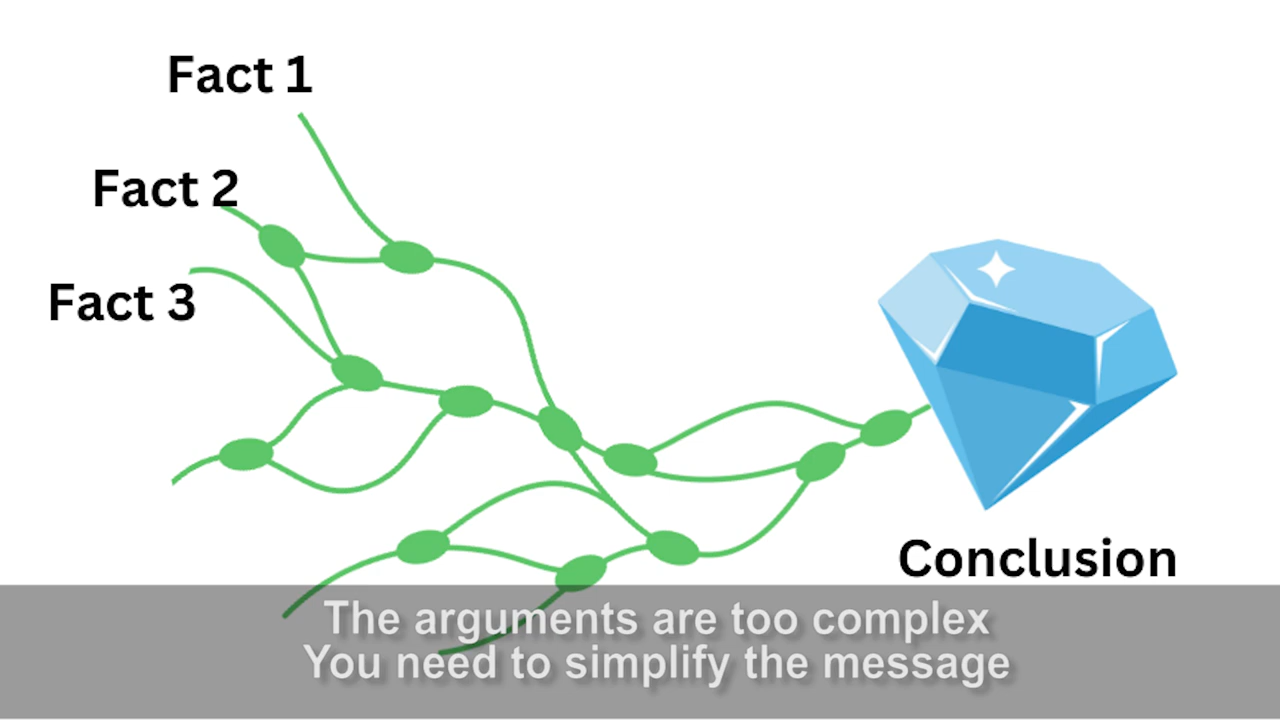 Fact 1
Fact 2
Fact 3
Conclusion
The arguments are too complex
You need to simplify the message